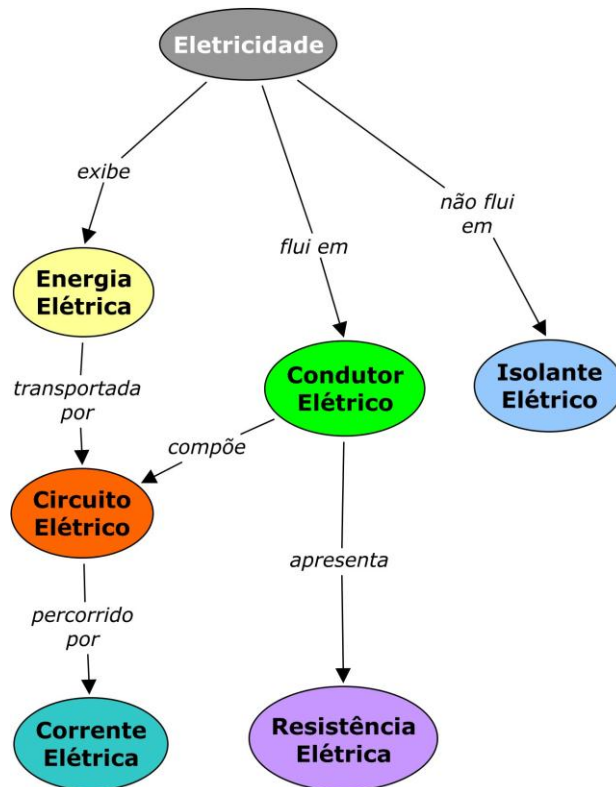 Eletricidade
exibe
não flui
em
flui em
Energia
Elétrica
Condutor
Elétrico
Isolante
Elétrico
transportada
por
compõe
Circuito
Elétrico
apresenta
percorrido
por
Corrente
Elétrica
Resistência
Elétrica